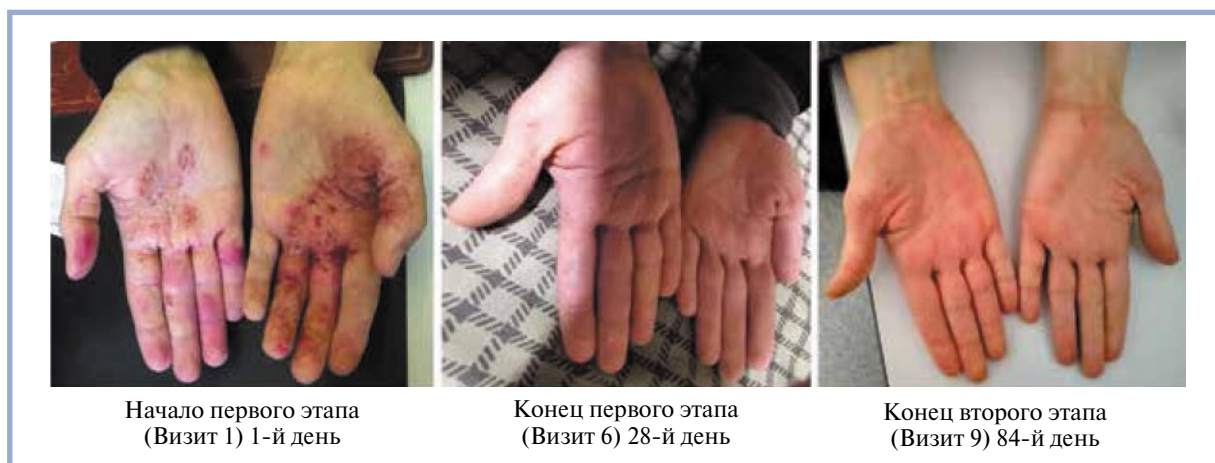 Начало первого этапа
(Визит 1) 1-й день
Конец первого этапа
(Визит 6) 28-й день
Конец второго этапа
(Визит 9) 84-й день